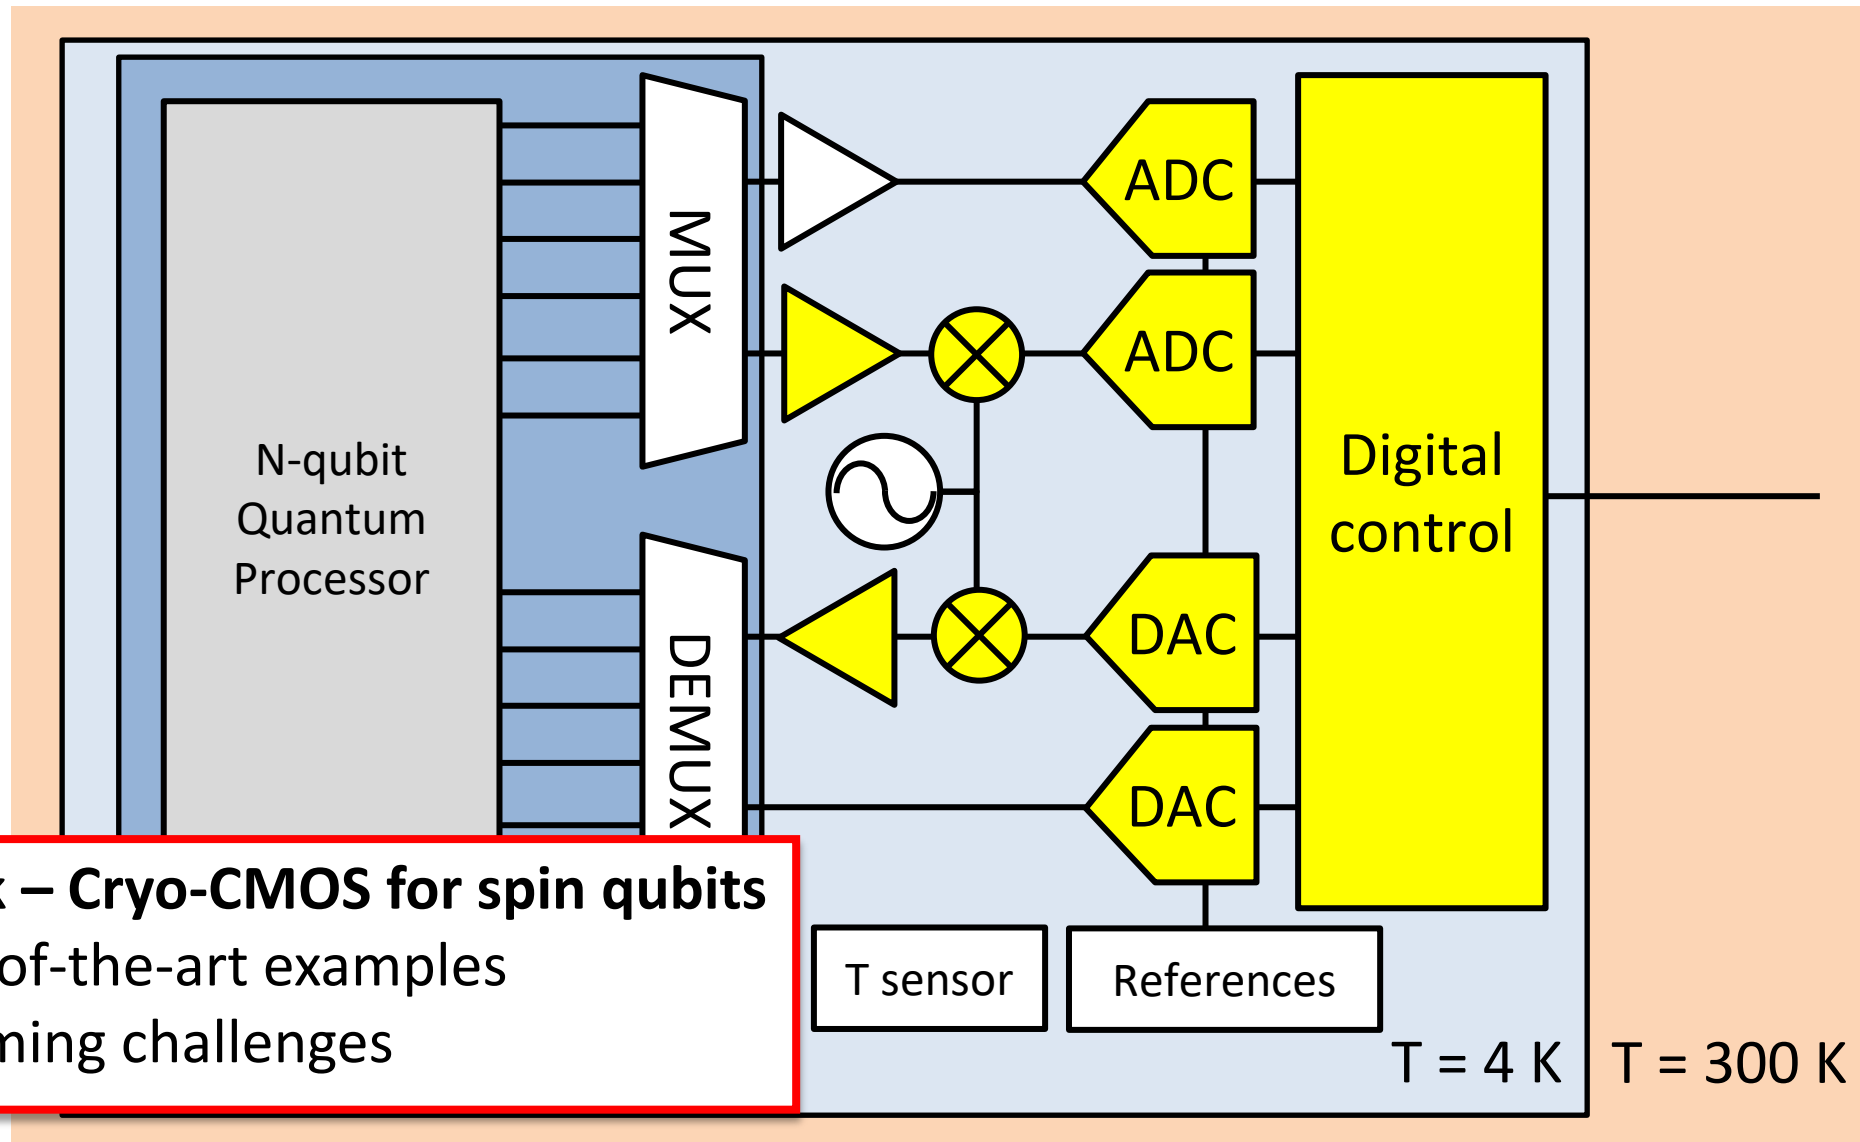 MUX
ADC
ADC
N-qubit
Quantum
Processor
Digital
control
DEMUX
DAC
DAC
– Cryo-CMOS for spin qubits
of-the-art examples
challenges
T sensor
References
T = 4 K
T = 300 K